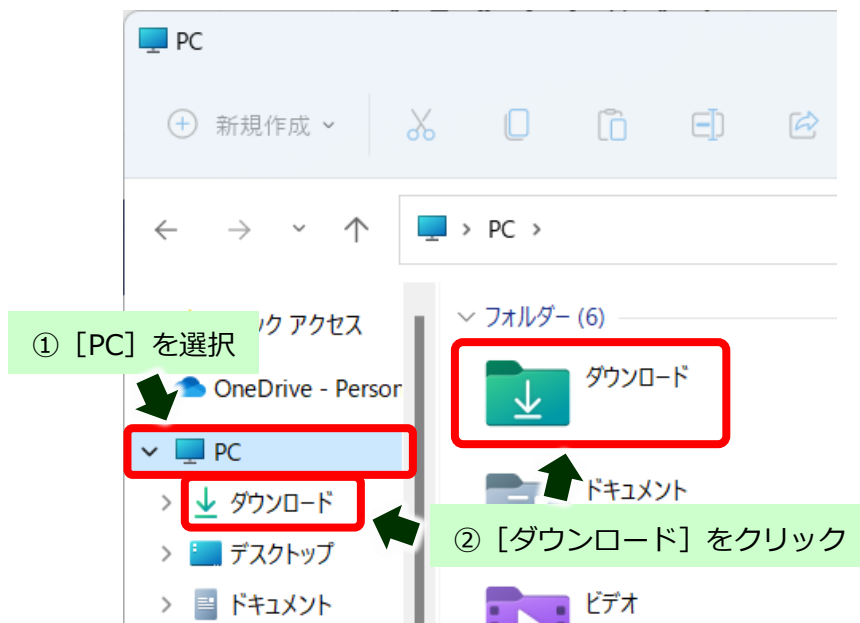 PC
新規作成
PC
ック アクセス
フォルダー (6)
①［PC］を選択
ダウンロード
OneDrive - Person
PC
ドキュメント
ダウンロード
②［ダウンロード］をクリック
デスクトップ
ドキュメント
ビデオ